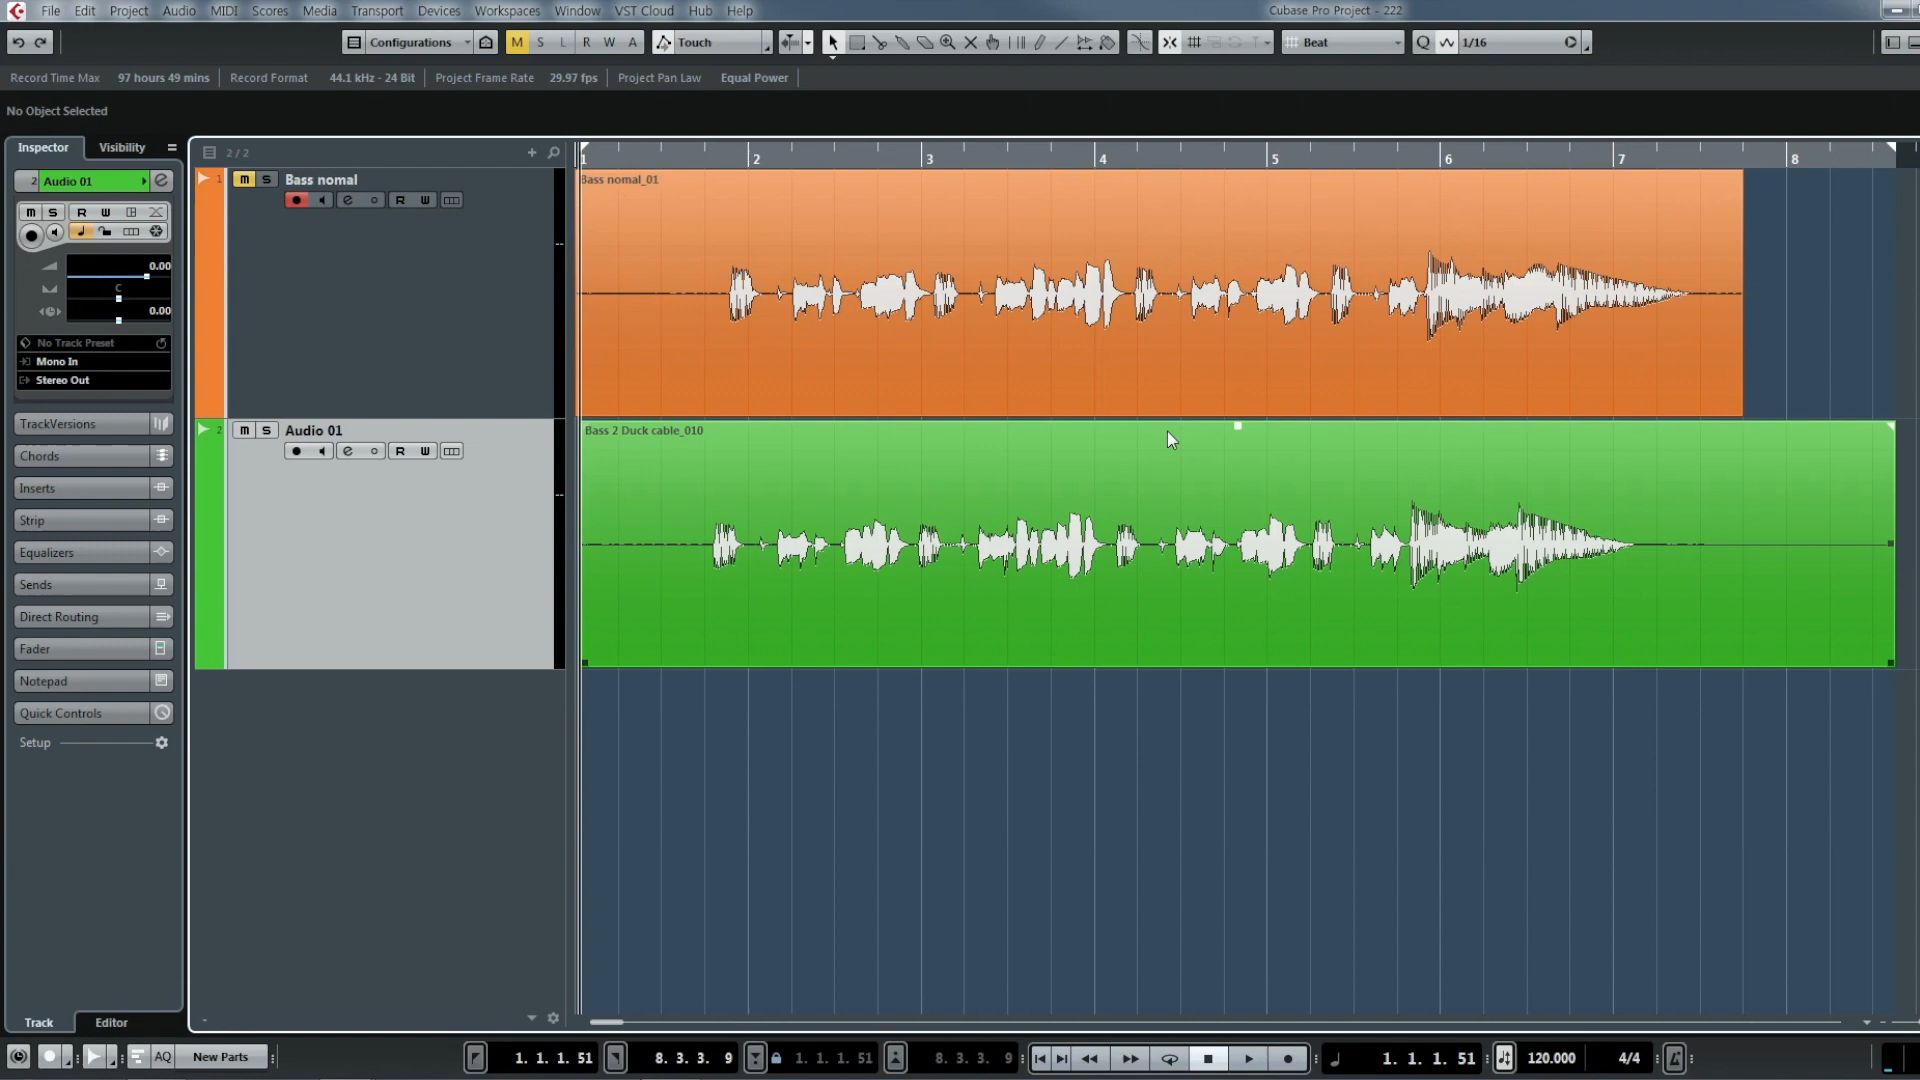 File Edit Project Audio MIDI Scores Media Transport Devices Workspaces Window VST Cloud Hub Help Cubase Pro Project - 222
Configurations M S L R W A Touch Beat Q 1/16
Record Time Max 97 hours 49 mins Record Format 44.1 kHz - 24 Bit Project Frame Rate 29.97 fps Project Pan Law Equal Power
No Object Selected
Inspector Visibility 2 / 2 1 2 3 4 5 6 7 8
2 Audio 01 1 m S Bass nomal Bass nomal_01
R W
m S R W
0.00
C
0.00
No Track Preset
Mono In
Stereo Out
TrackVersions 2 m S Audio 01 Bass 2 Duck cable_010
R W
Chords
Inserts
Strip
Equalizers
Sends
Direct Routing
Fader
Notepad
Quick Controls
Setup
Track Editor
AQ New Parts 1. 1. 1. 51 8. 3. 3. 9 1. 1. 1. 51 8. 3. 3. 9 1. 1. 1. 51 120.000 4/4